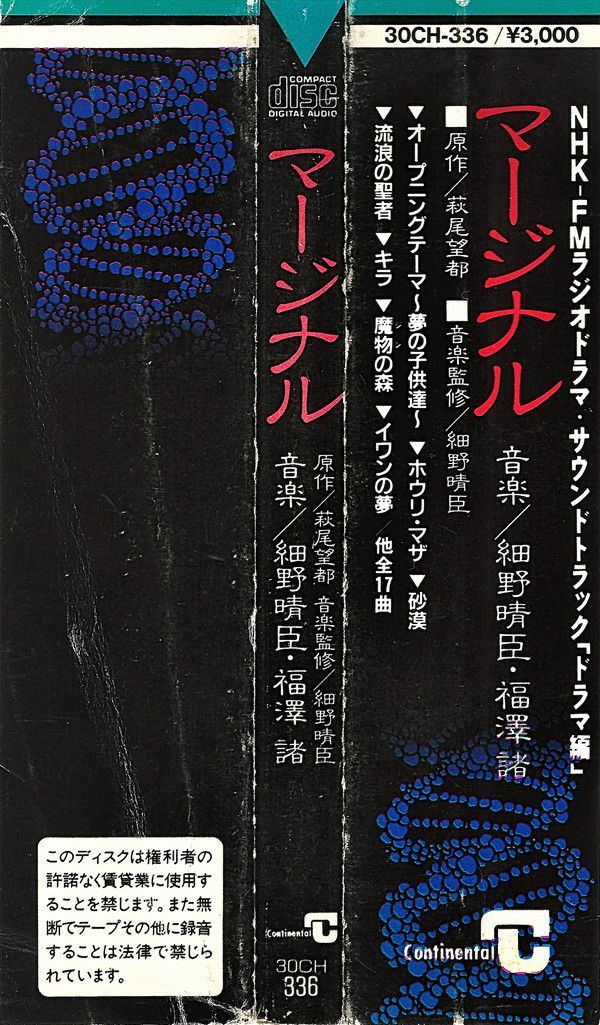 30CH-336 / ¥3,000
NHK-FMラジオドラマ・サウンドトラック「ドラマ編」
マージナル
音楽／細野晴臣・福澤 諸
■原作／萩尾望都 ■音楽監修／細野晴臣
▼オープニングテーマ〜夢の子供達〜 ▼ホウリ・マザ ▼砂漠
▼流浪の聖者 ▼キラ ▼魔物の森 ▼イワンの夢 ／他全17曲
ジン
Continental
COMPACT
disc
DIGITAL AUDIO
マージナル
原作／萩尾望都 音楽監修／細野晴臣
音楽／細野晴臣・福澤 諸
Continental
30CH
336
このディスクは権利者の
許諾なく賃貸業に使用す
ることを禁じます。また無
断でテープその他に録音
することは法律で禁じら
れています。